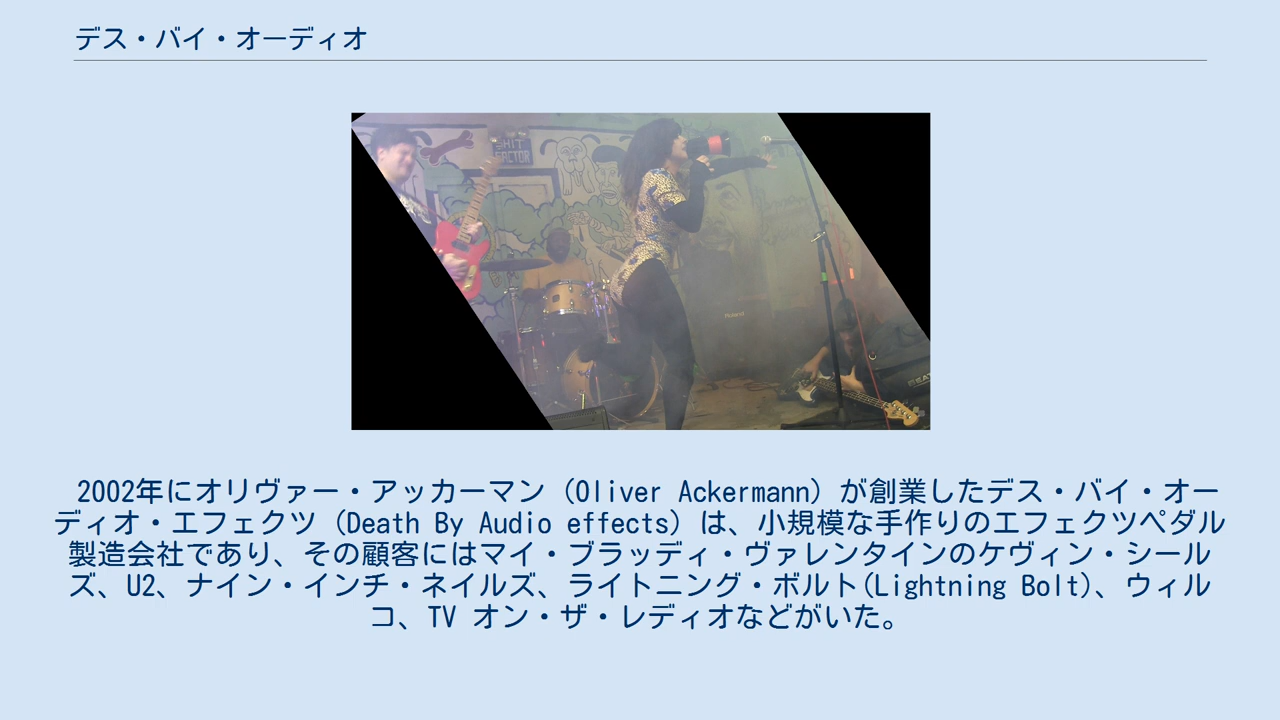 デス・バイ・オーディオ
FACTOR
Roland
2002年にオリヴァー・アッカーマン（Oliver Ackermann）が創業したデス・バイ・オー
ディオ・エフェクツ（Death By Audio effects）は、小規模な手作りのエフェクツペダル
製造会社であり、その顧客にはマイ・ブラッディ・ヴァレンタインのケヴィン・シール
ズ、U2、ナイン・インチ・ネイルズ、ライトニング・ボルト(Lightning Bolt)、ウィル
コ、TV オン・ザ・レディオなどがいた。